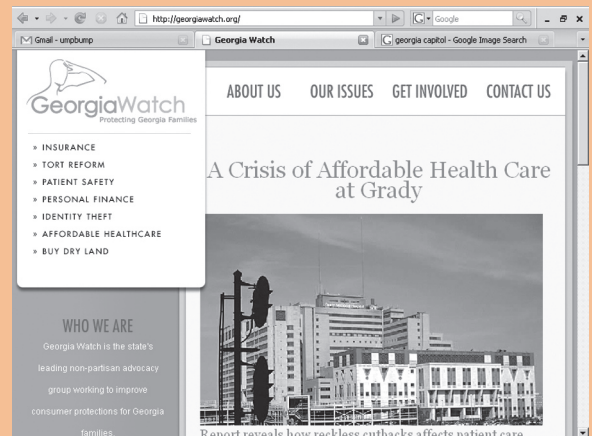 http://georgiawatch.org/
Google
Gmail - umpbump
Georgia Watch
georgia capitol - Google Image Search
GeorgiaWatch
Protecting Georgia Families
ABOUT US OUR ISSUES GET INVOLVED CONTACT US
» INSURANCE
» TORT REFORM
» PATIENT SAFETY
» PERSONAL FINANCE
» IDENTITY THEFT
» AFFORDABLE HEALTHCARE
» BUY DRY LAND
A Crisis of Affordable Health Care
at Grady
WHO WE ARE
Georgia Watch is the state's
leading non-partisan advocacy
group working to improve
consumer protections for Georgia
families.
Report reveals how reckless cutbacks affects patient care